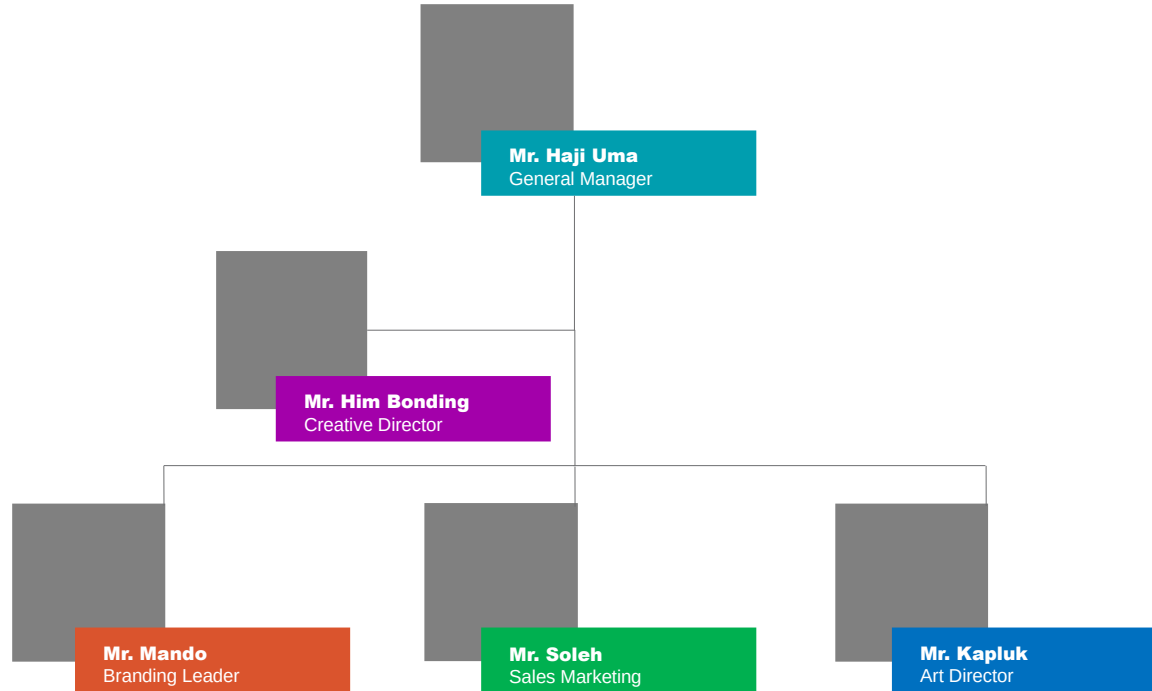 Mr. Haji Uma
General Manager
Mr. Him Bonding
Creative Director
Mr. Mando
Branding Leader
Mr. Soleh
Sales Marketing
Mr. Kapluk
Art Director